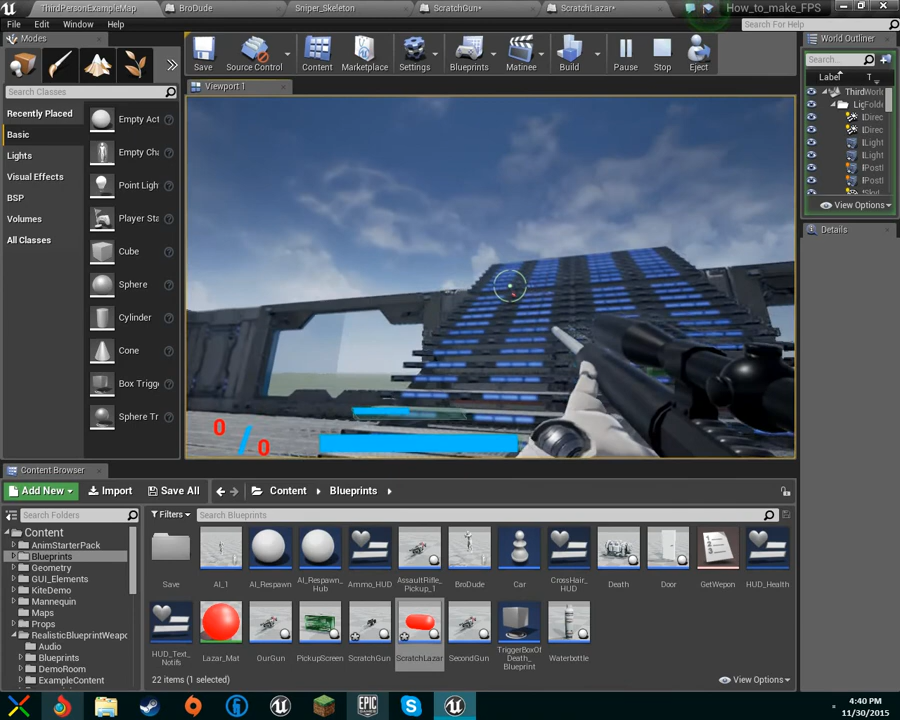 ThirdPersonExampleMap
BroDude
Sniper_Skeleton
ScratchGun*
ScratchLazar*
How_to_make_FPS
File
Edit
Window
Help
Search For Help
Modes
Save
Source Control
Content
Marketplace
Settings
Blueprints
Matinee
Build
Pause
Stop
Eject
World Outliner
Search Classes
Viewport 1
Search...
Label
T
Recently Placed
Basic
Lights
Visual Effects
BSP
Volumes
All Classes
Empty Act
Empty Cha
Point Ligh
Player Sta
Cube
Sphere
Cylinder
Cone
Box Trigg
Sphere Tr
View Options
Details
0 / 0
Content Browser
Add New
Import
Save All
Content
Blueprints
Search Folders
Filters
Search Blueprints
Content
AnimStarterPack
Blueprints
Geometry
GUI_Elements
KiteDemo
Mannequin
Maps
Props
RealisticBlueprintWeapo
Audio
Blueprints
DemoRoom
ExampleContent
Save
AI_1
AI_Respawn
AI_Respawn_Hub
Ammo_HUD
AssaultRifle_Pickup_1
BroDude
Car
CrossHair_HUD
Death
Door
GetWepon
HUD_Health
HUD_Text_Notifs
Lazar_Mat
OurGun
PickupScreen
ScratchGun
ScratchLazar
SecondGun
TriggerBoxOfDeath_Blueprint
Waterbottle
22 items (1 selected)
View Options
EPIC
4:40 PM
11/30/2015